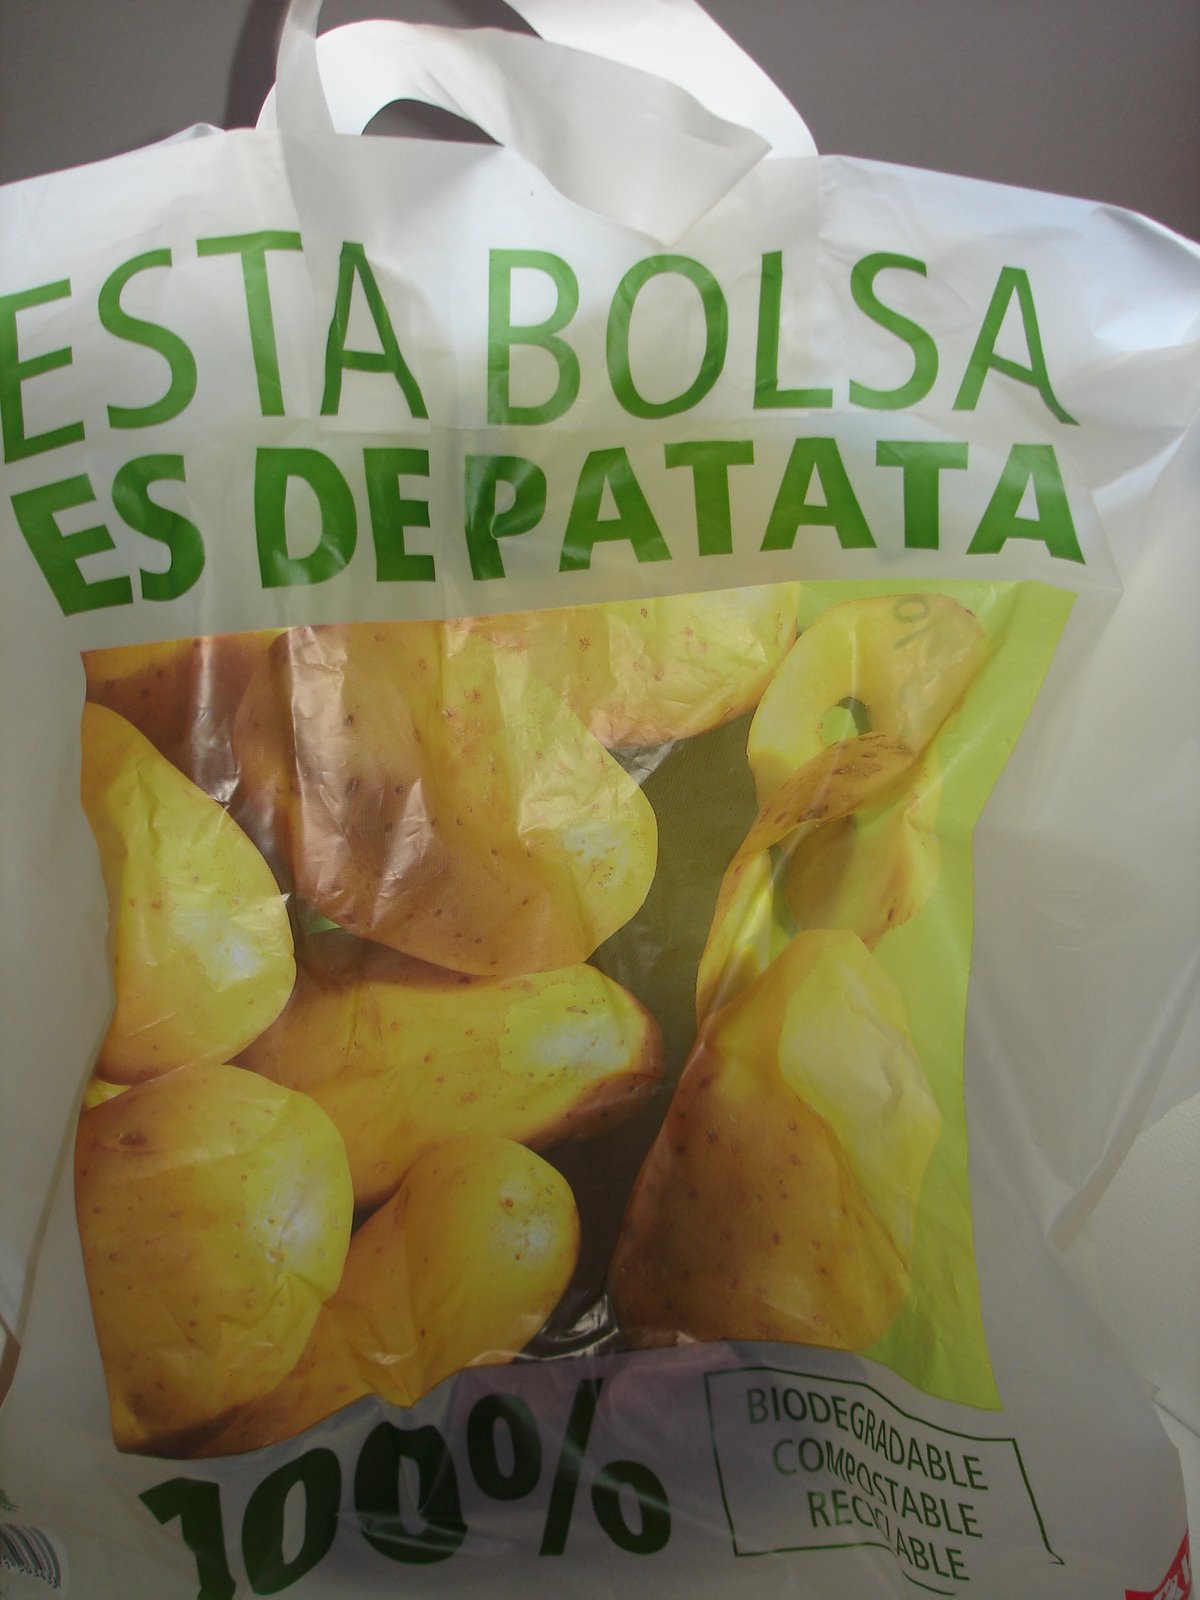 ESTA BOLSA
ES DE PATATA
100%
BIODEGRADABLE
COMPOSTABLE
RECICLABLE